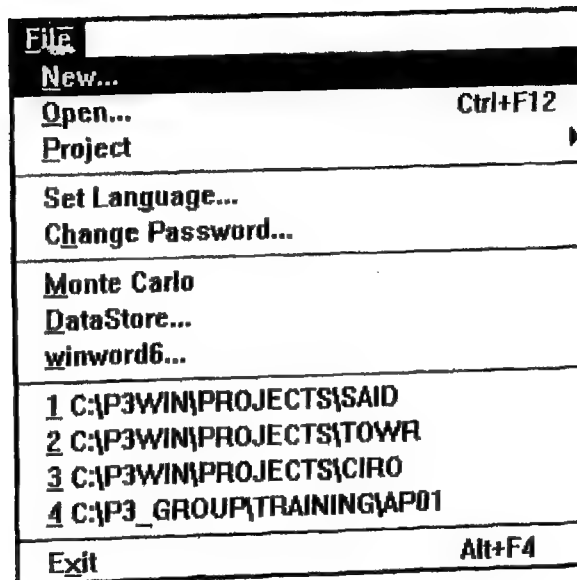 File
New...
Open... Ctrl+F12
Project
Set Language...
Change Password...
Monte Carlo
DataStore...
winword6...
1 C:\P3WIN\PROJECTS\SAID
2 C:\P3WIN\PROJECTS\TOWR
3 C:\P3WIN\PROJECTS\CIRO
4 C:\P3_GROUP\TRAINING\AP01
Exit Alt+F4